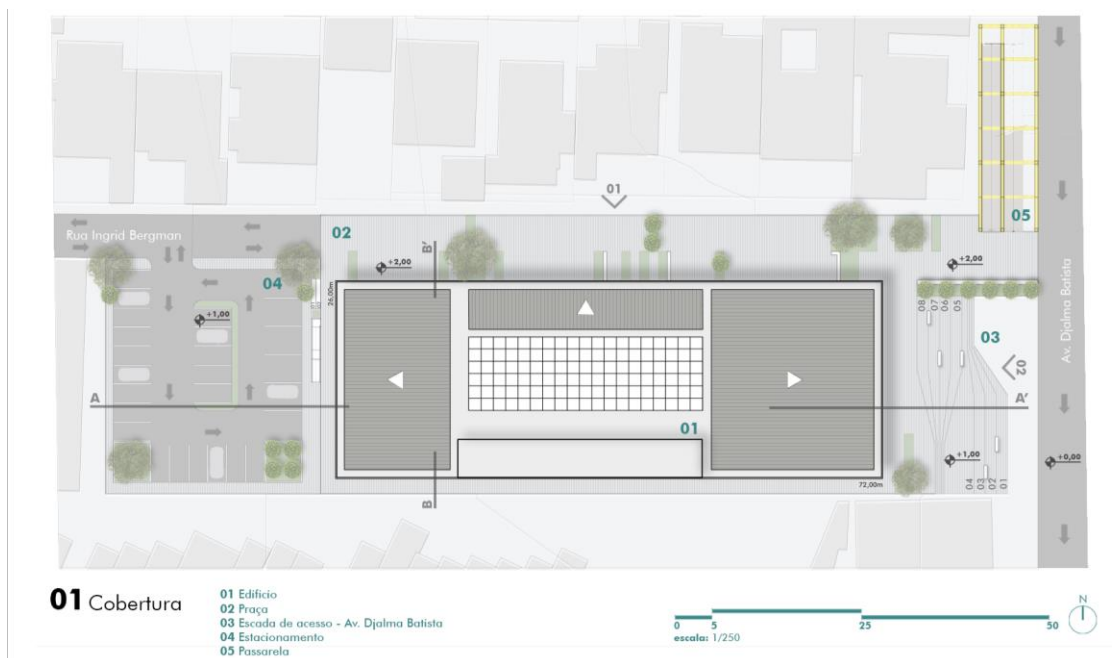 01
05
Rua Ingrid Bergman
02
B'
+2,00
+2,00
04
26,00m
08
07
06
05
03
Av. Djalma Batista
+1,00
02
A
A'
01
+1,00
+0,00
B
72,00m
04
03
02
01
01 Cobertura
01 Edifício
02 Praça
03 Escada de acesso - Av. Djalma Batista
04 Estacionamento
05 Passarela
0 5 25 50
escala: 1/250
N